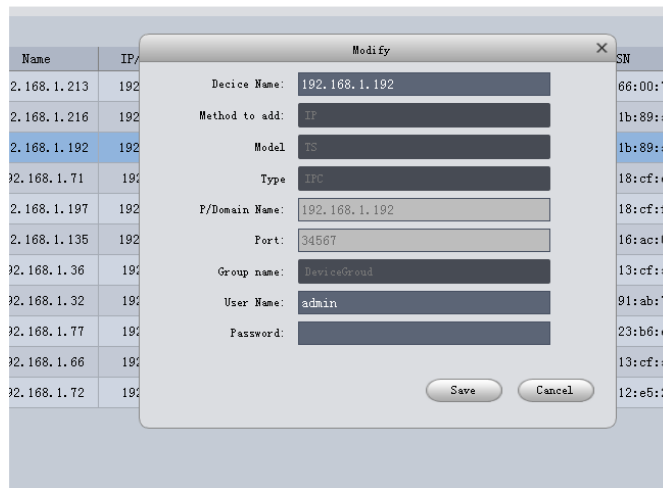 Modify
Name IP/ SN
Decice Name: 192.168.1.192
2.168.1.213 192 66:00:
Method to add: IP
2.168.1.216 192 1b:89:
Model TS
2.168.1.192 192 1b:89:
Type IPC
92.168.1.71 192 18:cf:
P/Domain Name: 192.168.1.192
2.168.1.197 192 18:cf:
Port: 34567
2.168.1.135 192 16:ac:
Group name: DeviceGroud
92.168.1.36 192 13:cf:
User Name: admin
92.168.1.32 192 91:ab:
Password:
92.168.1.77 192 23:b6:
92.168.1.66 192 13:cf:
Save Cancel
92.168.1.72 192 12:e5: